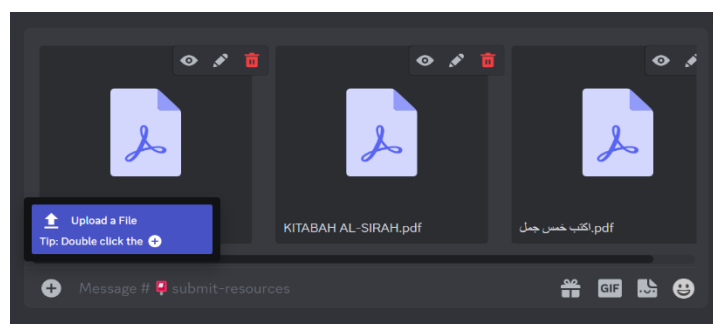 Upload a File
Tip: Double click the
KITABAH AL-SIRAH.pdf
اكتب خمس جمل.pdf
Message # submit-resources
GIF